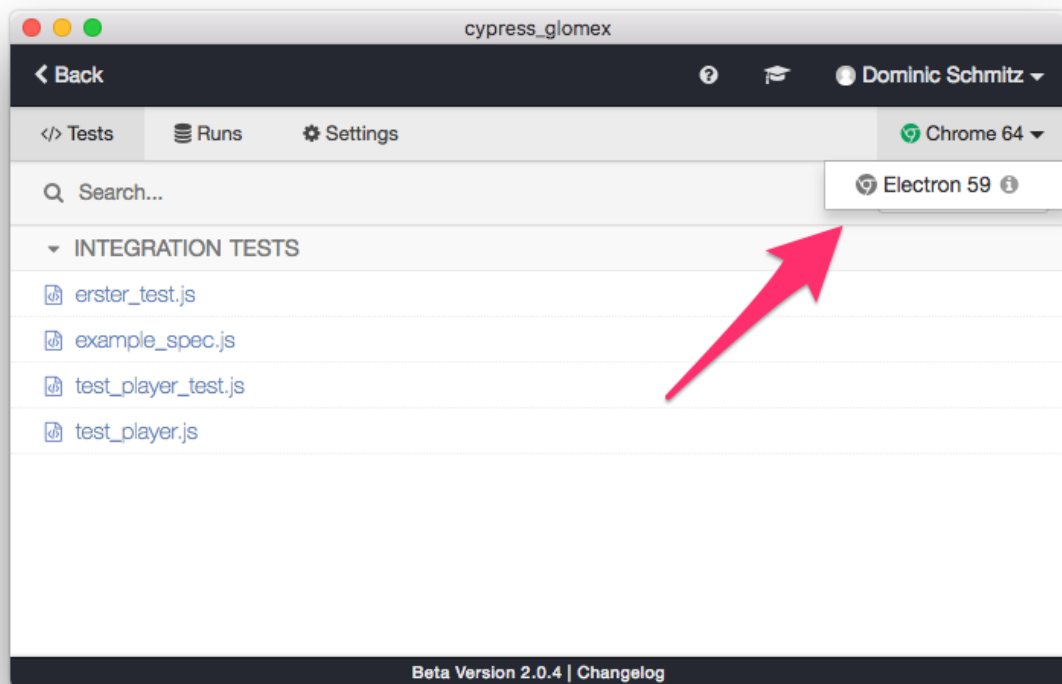 cypress_glomex
Back Dominic Schmitz
</> Tests Runs Settings Chrome 64
Search... Electron 59
INTEGRATION TESTS
erster_test.js
example_spec.js
test_player_test.js
test_player.js
Beta Version 2.0.4 | Changelog